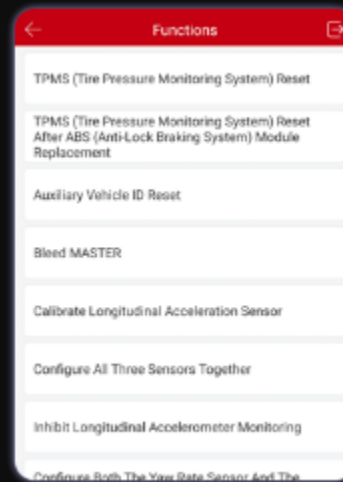 Functions
TPMS (Tire Pressure Monitoring System) Reset
TPMS (Tire Pressure Monitoring System) Reset
After ABS (Anti-Lock Braking System) Module
Replacement
Auxiliary Vehicle ID Reset
Bleed MASTER
Calibrate Longitudinal Acceleration Sensor
Configure All Three Sensors Together
Inhibit Longitudinal Accelerometer Monitoring
Configure Both The Yaw Rate Sensor And The